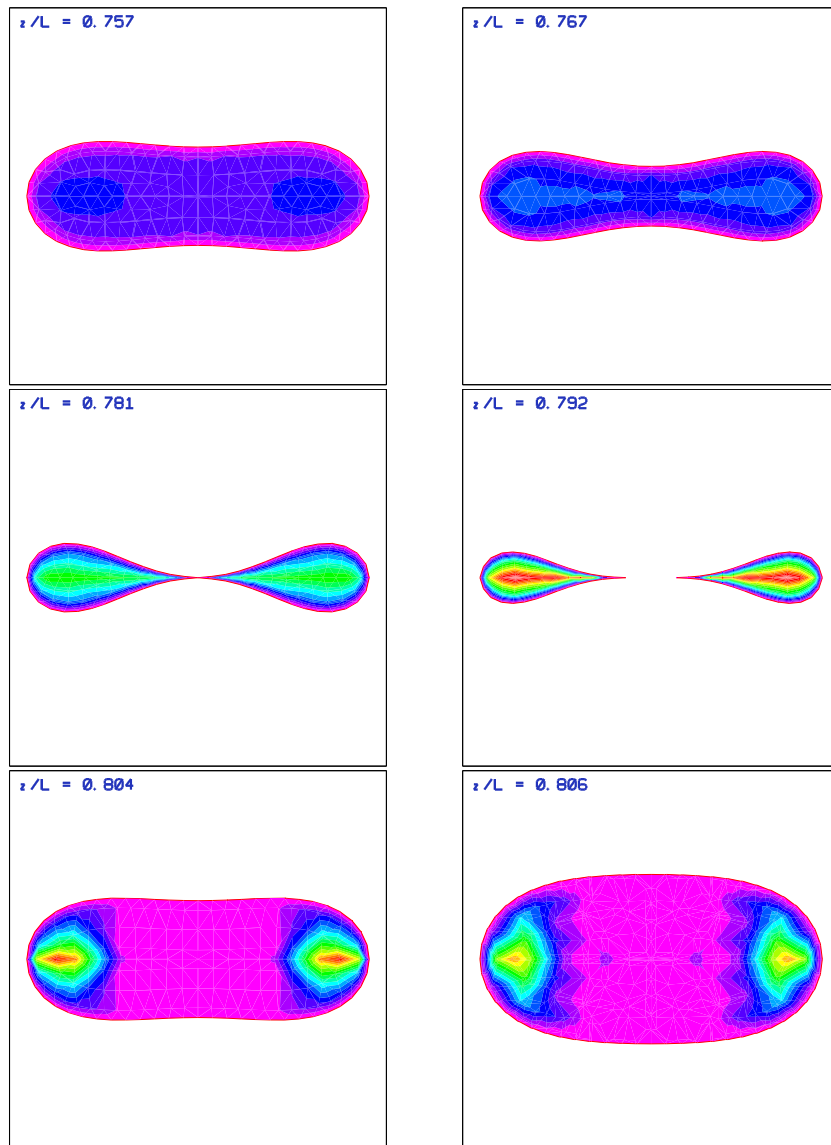 z/L = 0.757
z/L = 0.767
z/L = 0.781
z/L = 0.792
z/L = 0.804
z/L = 0.806